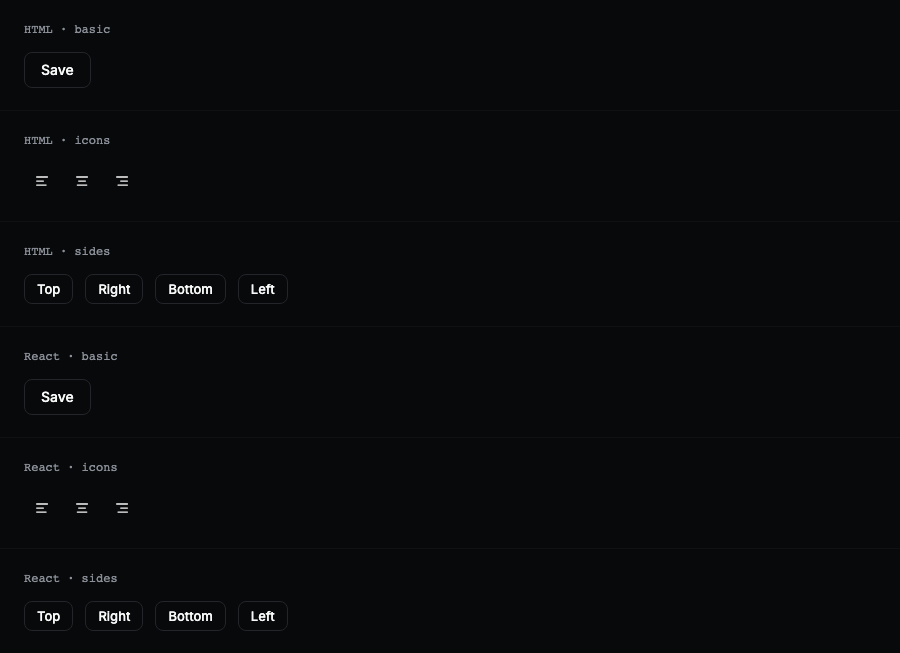 HTML · basic
Save
HTML · icons
HTML · sides
Top Right Bottom Left
React · basic
Save
React · icons
React · sides
Top Right Bottom Left